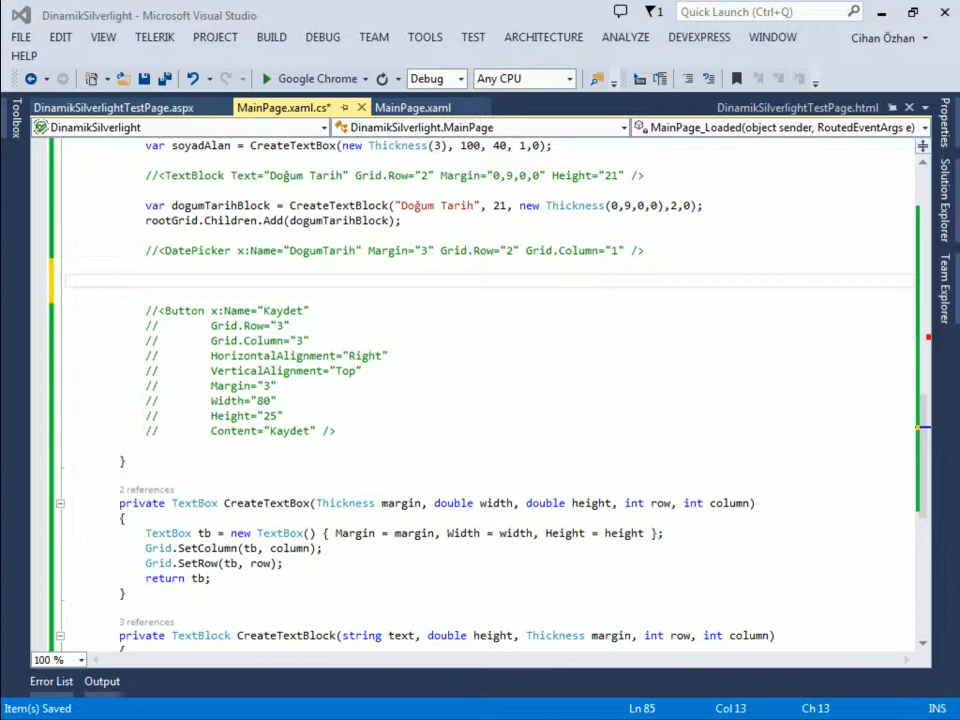 DinamikSilverlight - Microsoft Visual Studio
1
Quick Launch (Ctrl+Q)
FILE EDIT VIEW TELERIK PROJECT BUILD DEBUG TEAM TOOLS TEST ARCHITECTURE ANALYZE DEVEXPRESS WINDOW
Cihan Özhan
HELP
Google Chrome Debug Any CPU
Toolbox
DinamikSilverlightTestPage.aspx MainPage.xaml.cs* MainPage.xaml DinamikSilverlightTestPage.html
DinamikSilverlight DinamikSilverlight.MainPage MainPage_Loaded(object sender, RoutedEventArgs e)
var soyadAlan = CreateTextBox(new Thickness(3), 100, 40, 1,0);
//<TextBlock Text="Doğum Tarih" Grid.Row="2" Margin="0,9,0,0" Height="21" />
var dogumTarihBlock = CreateTextBlock("Doğum Tarih", 21, new Thickness(0,9,0,0),2,0);
rootGrid.Children.Add(dogumTarihBlock);
//<DatePicker x:Name="DogumTarih" Margin="3" Grid.Row="2" Grid.Column="1" />
//<Button x:Name="Kaydet"
// Grid.Row="3"
// Grid.Column="3"
// HorizontalAlignment="Right"
// VerticalAlignment="Top"
// Margin="3"
// Width="80"
// Height="25"
// Content="Kaydet" />
}
2 references
private TextBox CreateTextBox(Thickness margin, double width, double height, int row, int column)
{
TextBox tb = new TextBox() { Margin = margin, Width = width, Height = height };
Grid.SetColumn(tb, column);
Grid.SetRow(tb, row);
return tb;
}
3 references
private TextBlock CreateTextBlock(string text, double height, Thickness margin, int row, int column)
{
Properties
Solution Explorer
Team Explorer
100 %
Error List Output
Item(s) Saved Ln 85 Col 13 Ch 13 INS